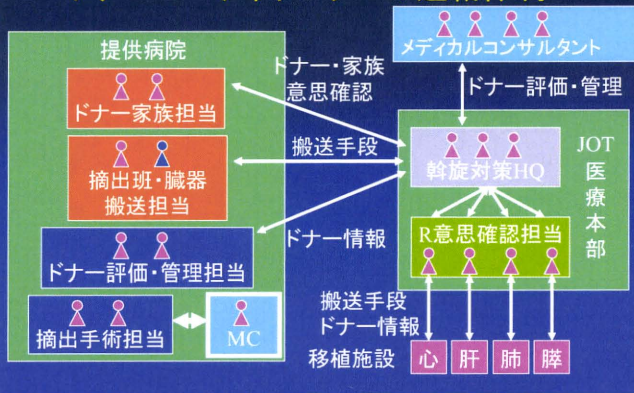 提供病院
ドナー家族担当
摘出班・臓器
搬送担当
ドナー評価・管理担当
摘出手術担当
MC
ドナー・家族
意思確認
搬送手段
ドナー情報
メディカルコンサルタント
ドナー評価・管理
斡旋対策HQ
JOT
医
療
本
部
R意思確認担当
搬送手段
ドナー情報
移植施設
心 肝 肺 膵